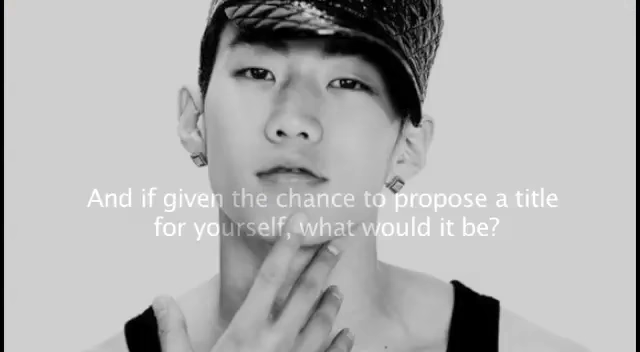 And if given the chance to propose a title
for yourself, what would it be?